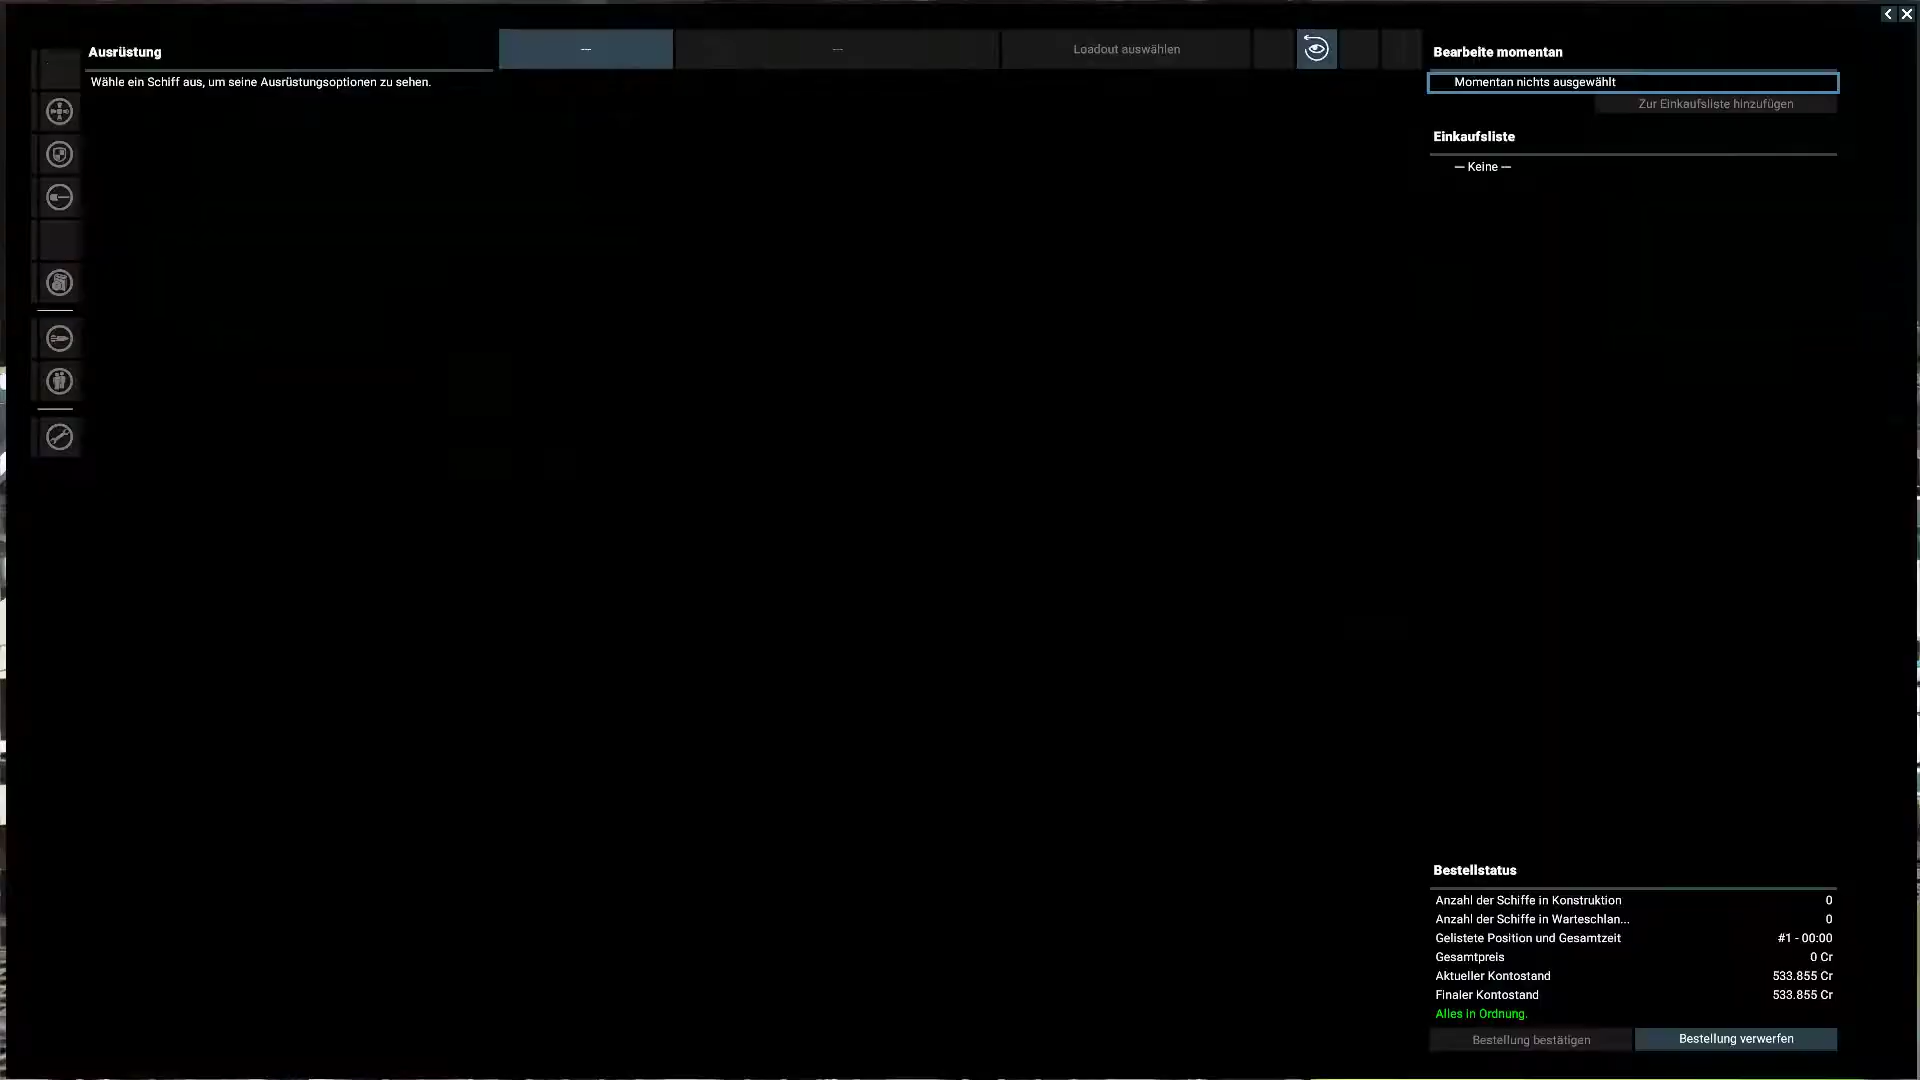 Ausrüstung
Wähle ein Schiff aus, um seine Ausrüstungsoptionen zu sehen.
---
---
Loadout auswählen
Bearbeite momentan
Momentan nichts ausgewählt
Zur Einkaufsliste hinzufügen
Einkaufsliste
— Keine —
Bestellstatus
Anzahl der Schiffe in Konstruktion 0
Anzahl der Schiffe in Warteschlan... 0
Gelistete Position und Gesamtzeit #1 - 00:00
Gesamtpreis 0 Cr
Aktueller Kontostand 533.855 Cr
Finaler Kontostand 533.855 Cr
Alles in Ordnung.
Bestellung bestätigen
Bestellung verwerfen